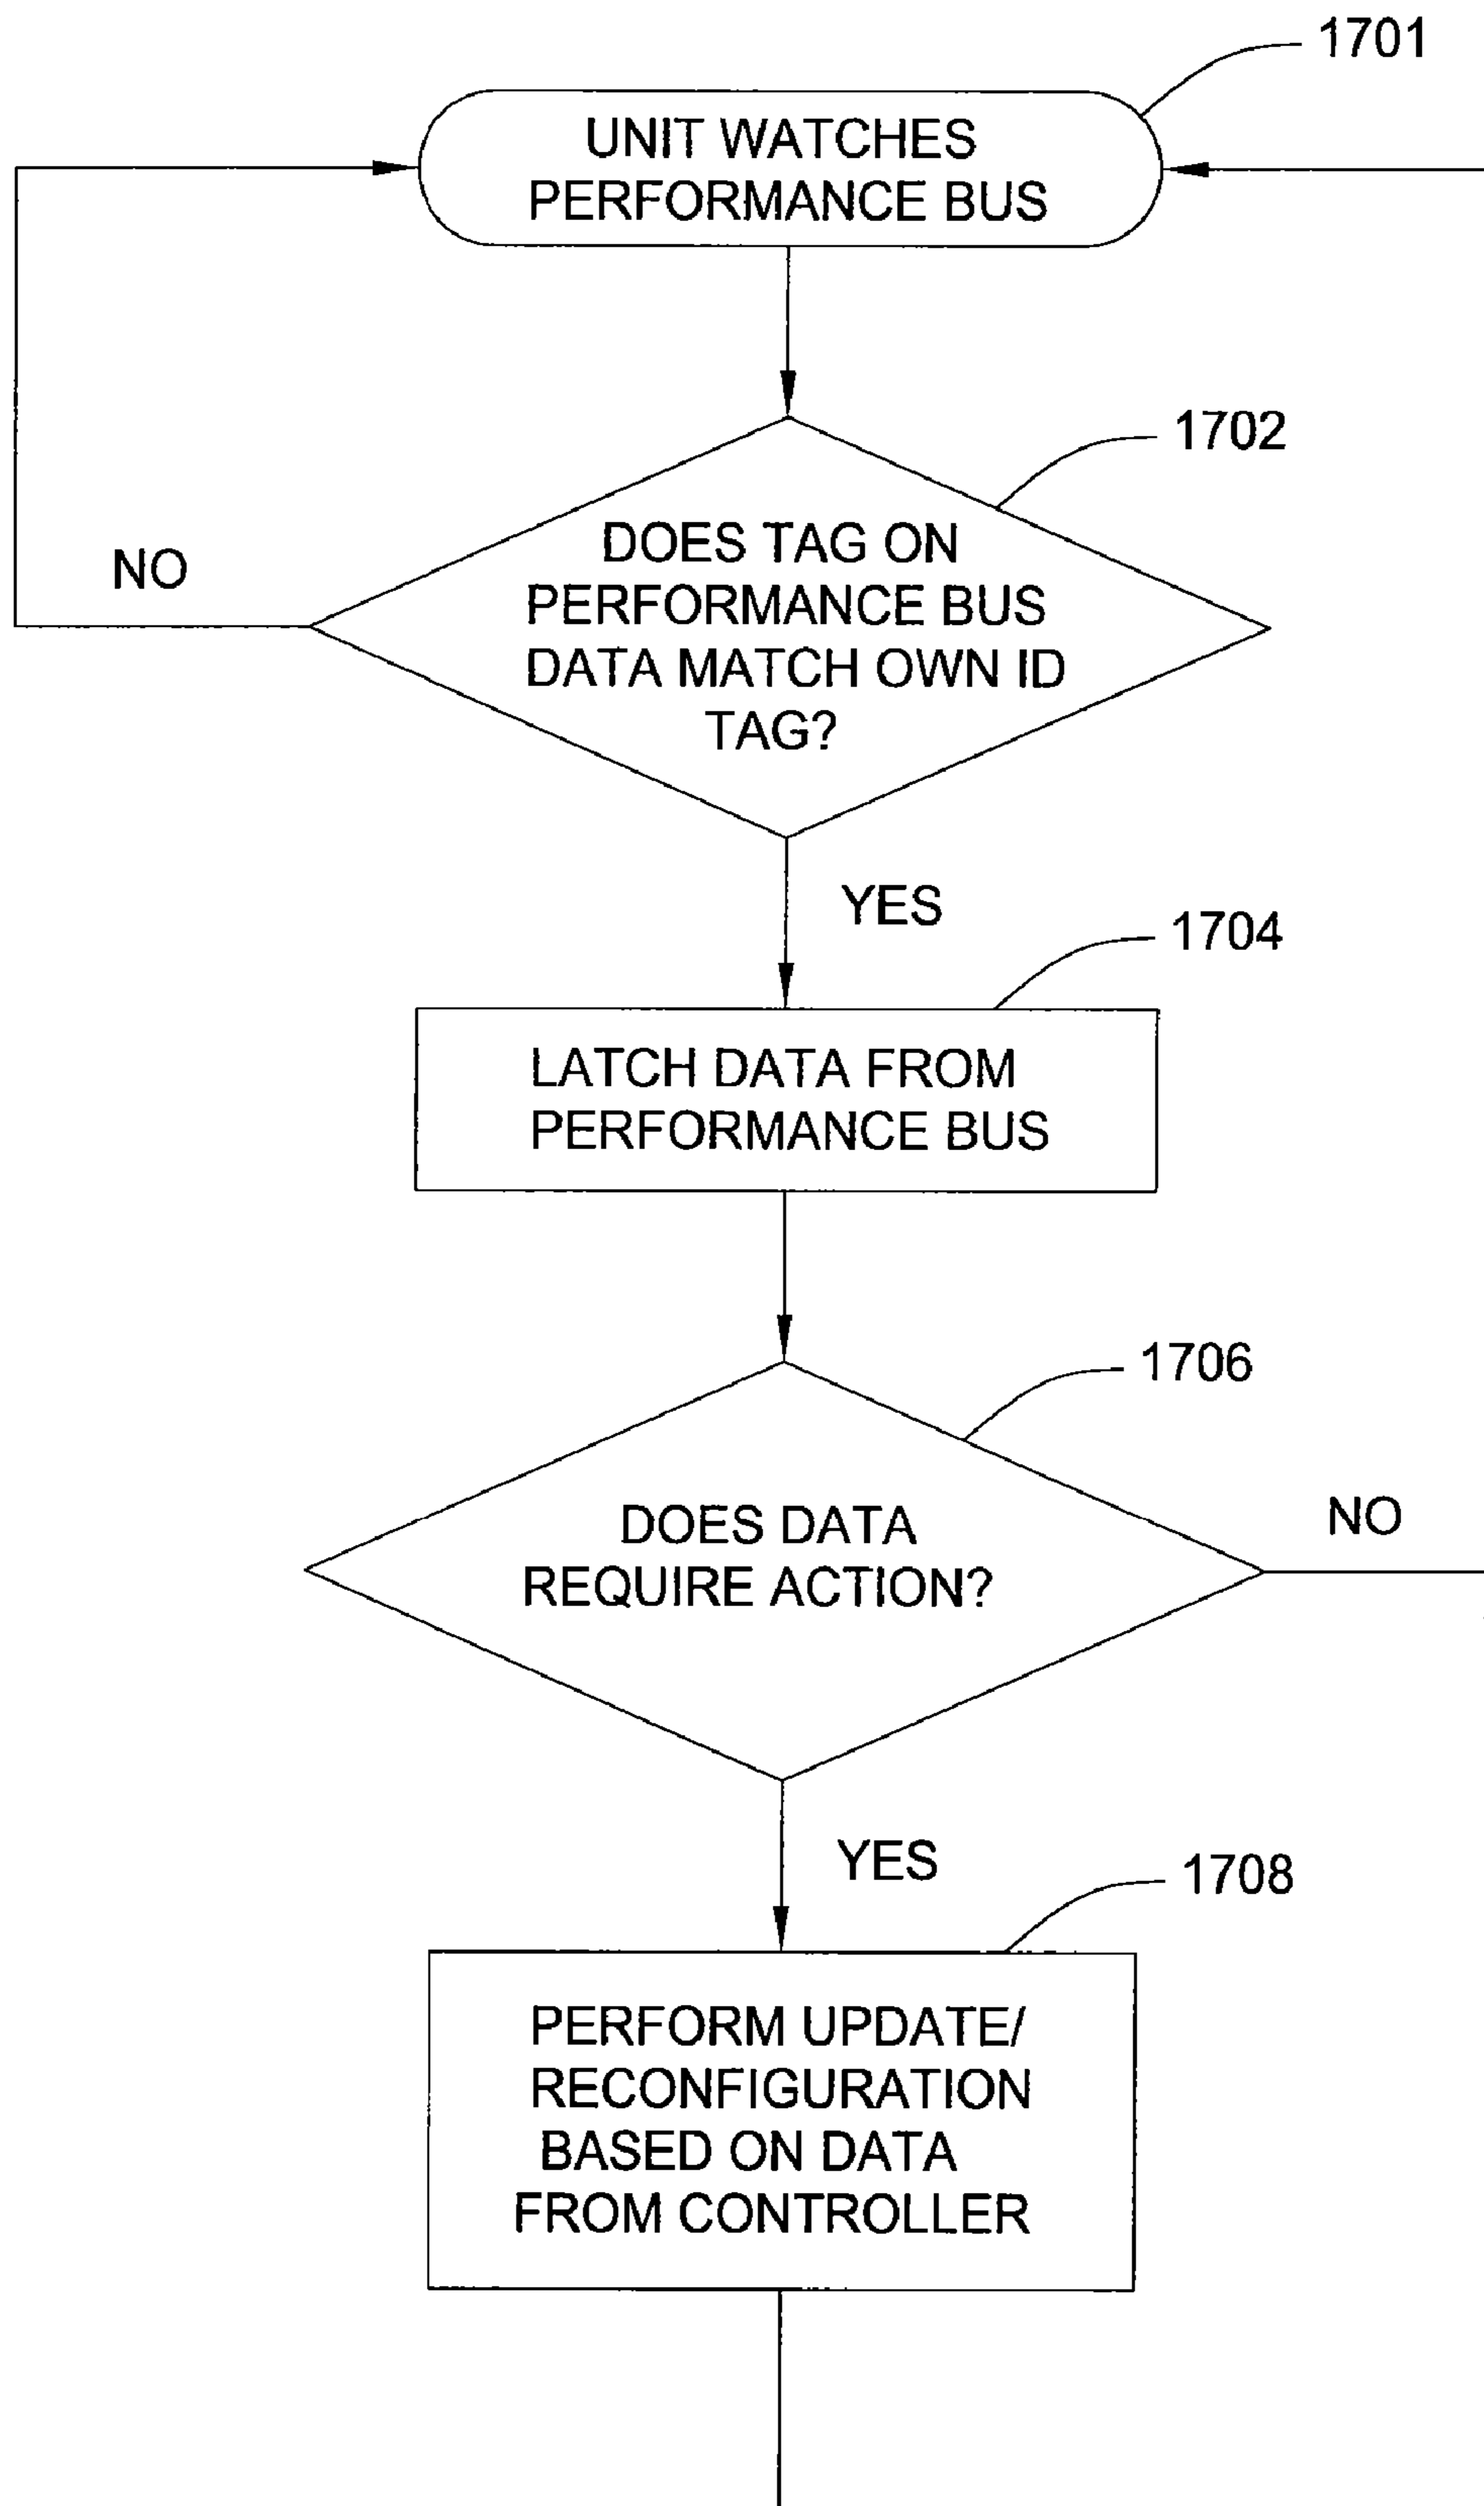 1701
UNIT WATCHES
PERFORMANCE BUS
1702
DOES TAG ON
PERFORMANCE BUS
DATA MATCH OWN ID
TAG?
NO
YES
1704
LATCH DATA FROM
PERFORMANCE BUS
1706
DOES DATA
REQUIRE ACTION?
NO
YES
1708
PERFORM UPDATE/
RECONFIGURATION
BASED ON DATA
FROM CONTROLLER